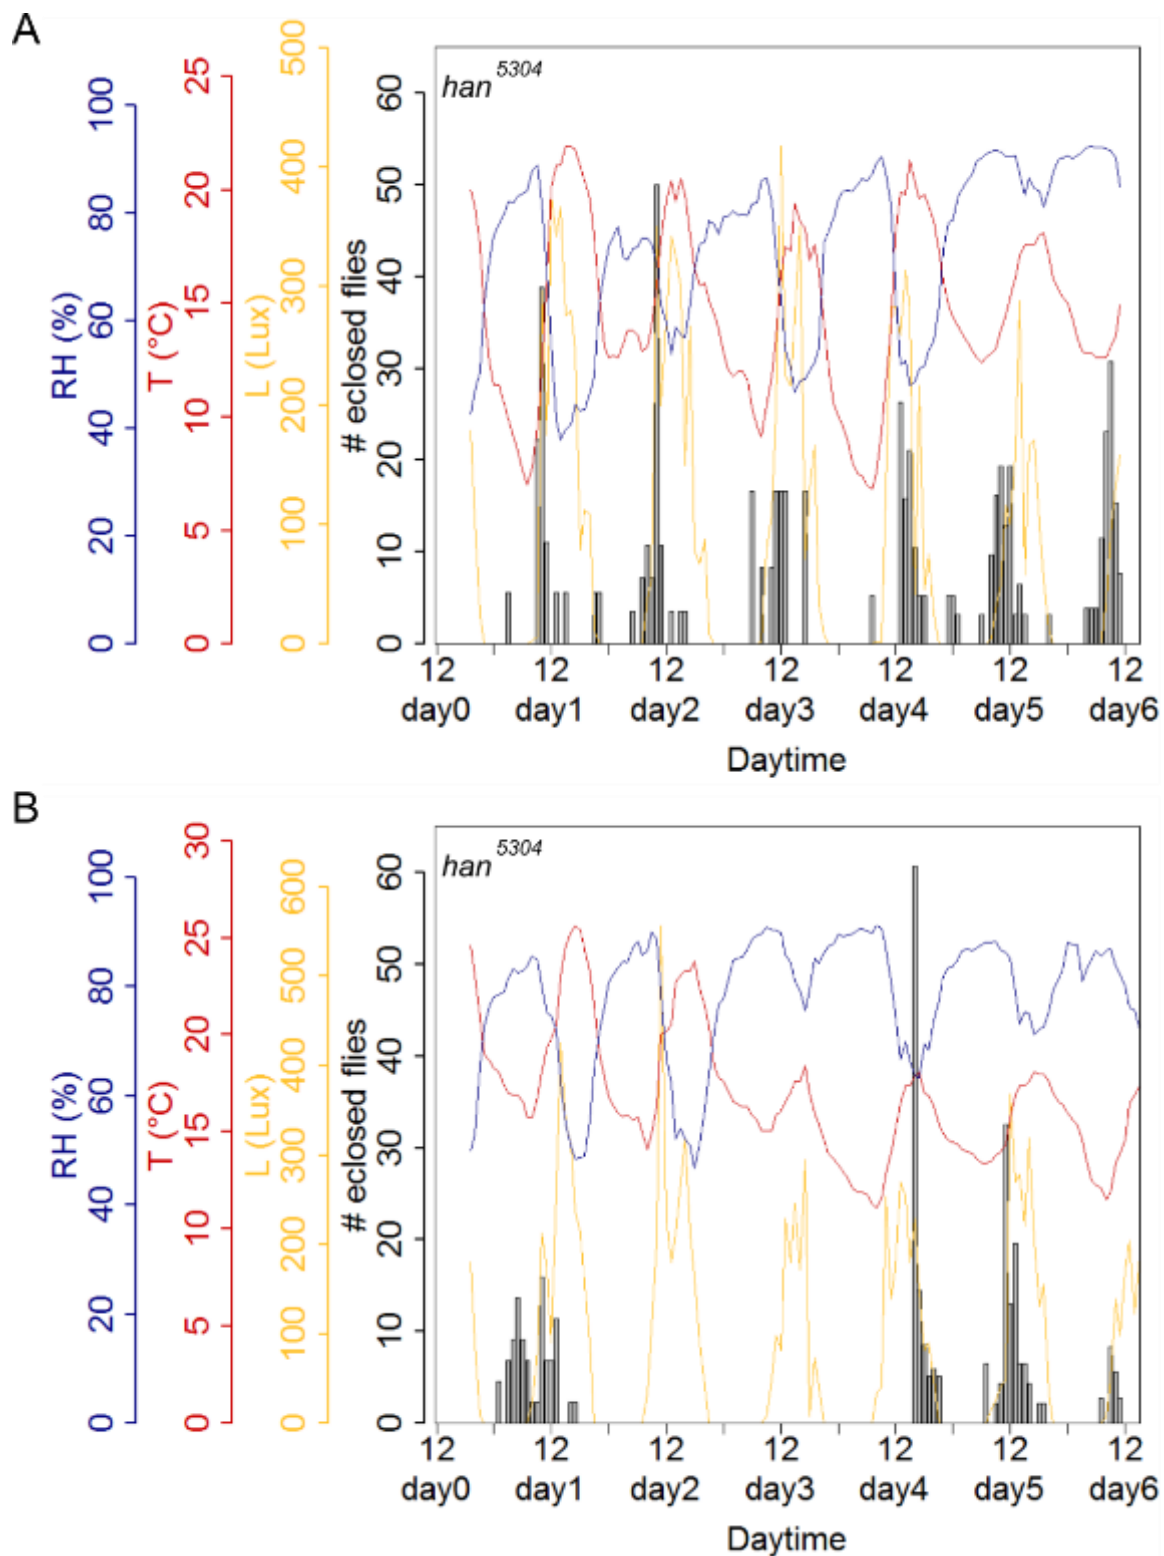 A
han 5304
RH (%)
0 20 40 60 80 100
T (°C)
0 5 10 15 20 25
L (Lux)
0 100 200 300 400 500
# eclosed flies
0 10 20 30 40 50 60
12 12 12 12 12 12 12
day0 day1 day2 day3 day4 day5 day6
Daytime
B
han 5304
RH (%)
0 20 40 60 80 100
T (°C)
0 5 10 15 20 25 30
L (Lux)
0 100 200 300 400 500 600
# eclosed flies
0 10 20 30 40 50 60
12 12 12 12 12 12 12
day0 day1 day2 day3 day4 day5 day6
Daytime